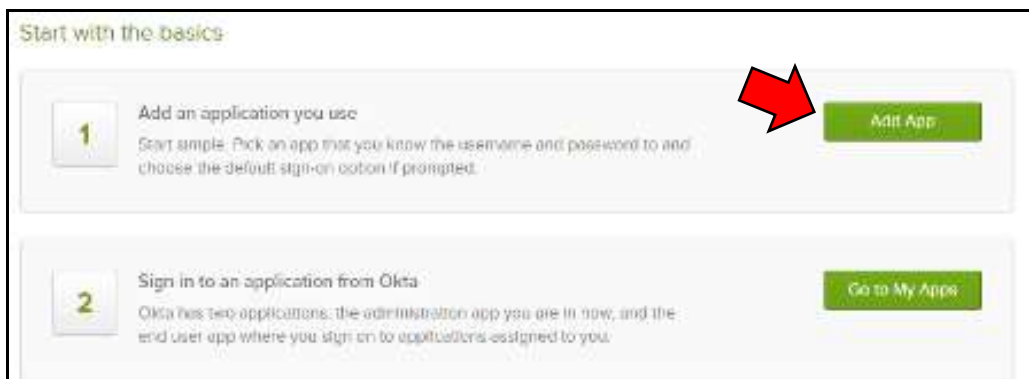 Start with the basics
1
Add an application you use
Start simple. Pick an app that you know the username and password to and
choose the default sign-on option if prompted.
Add App
2
Sign in to an application from Okta
Okta has two applications, the administration app you are in now, and the
end user app where you sign on to applications assigned to you.
Go to My Apps